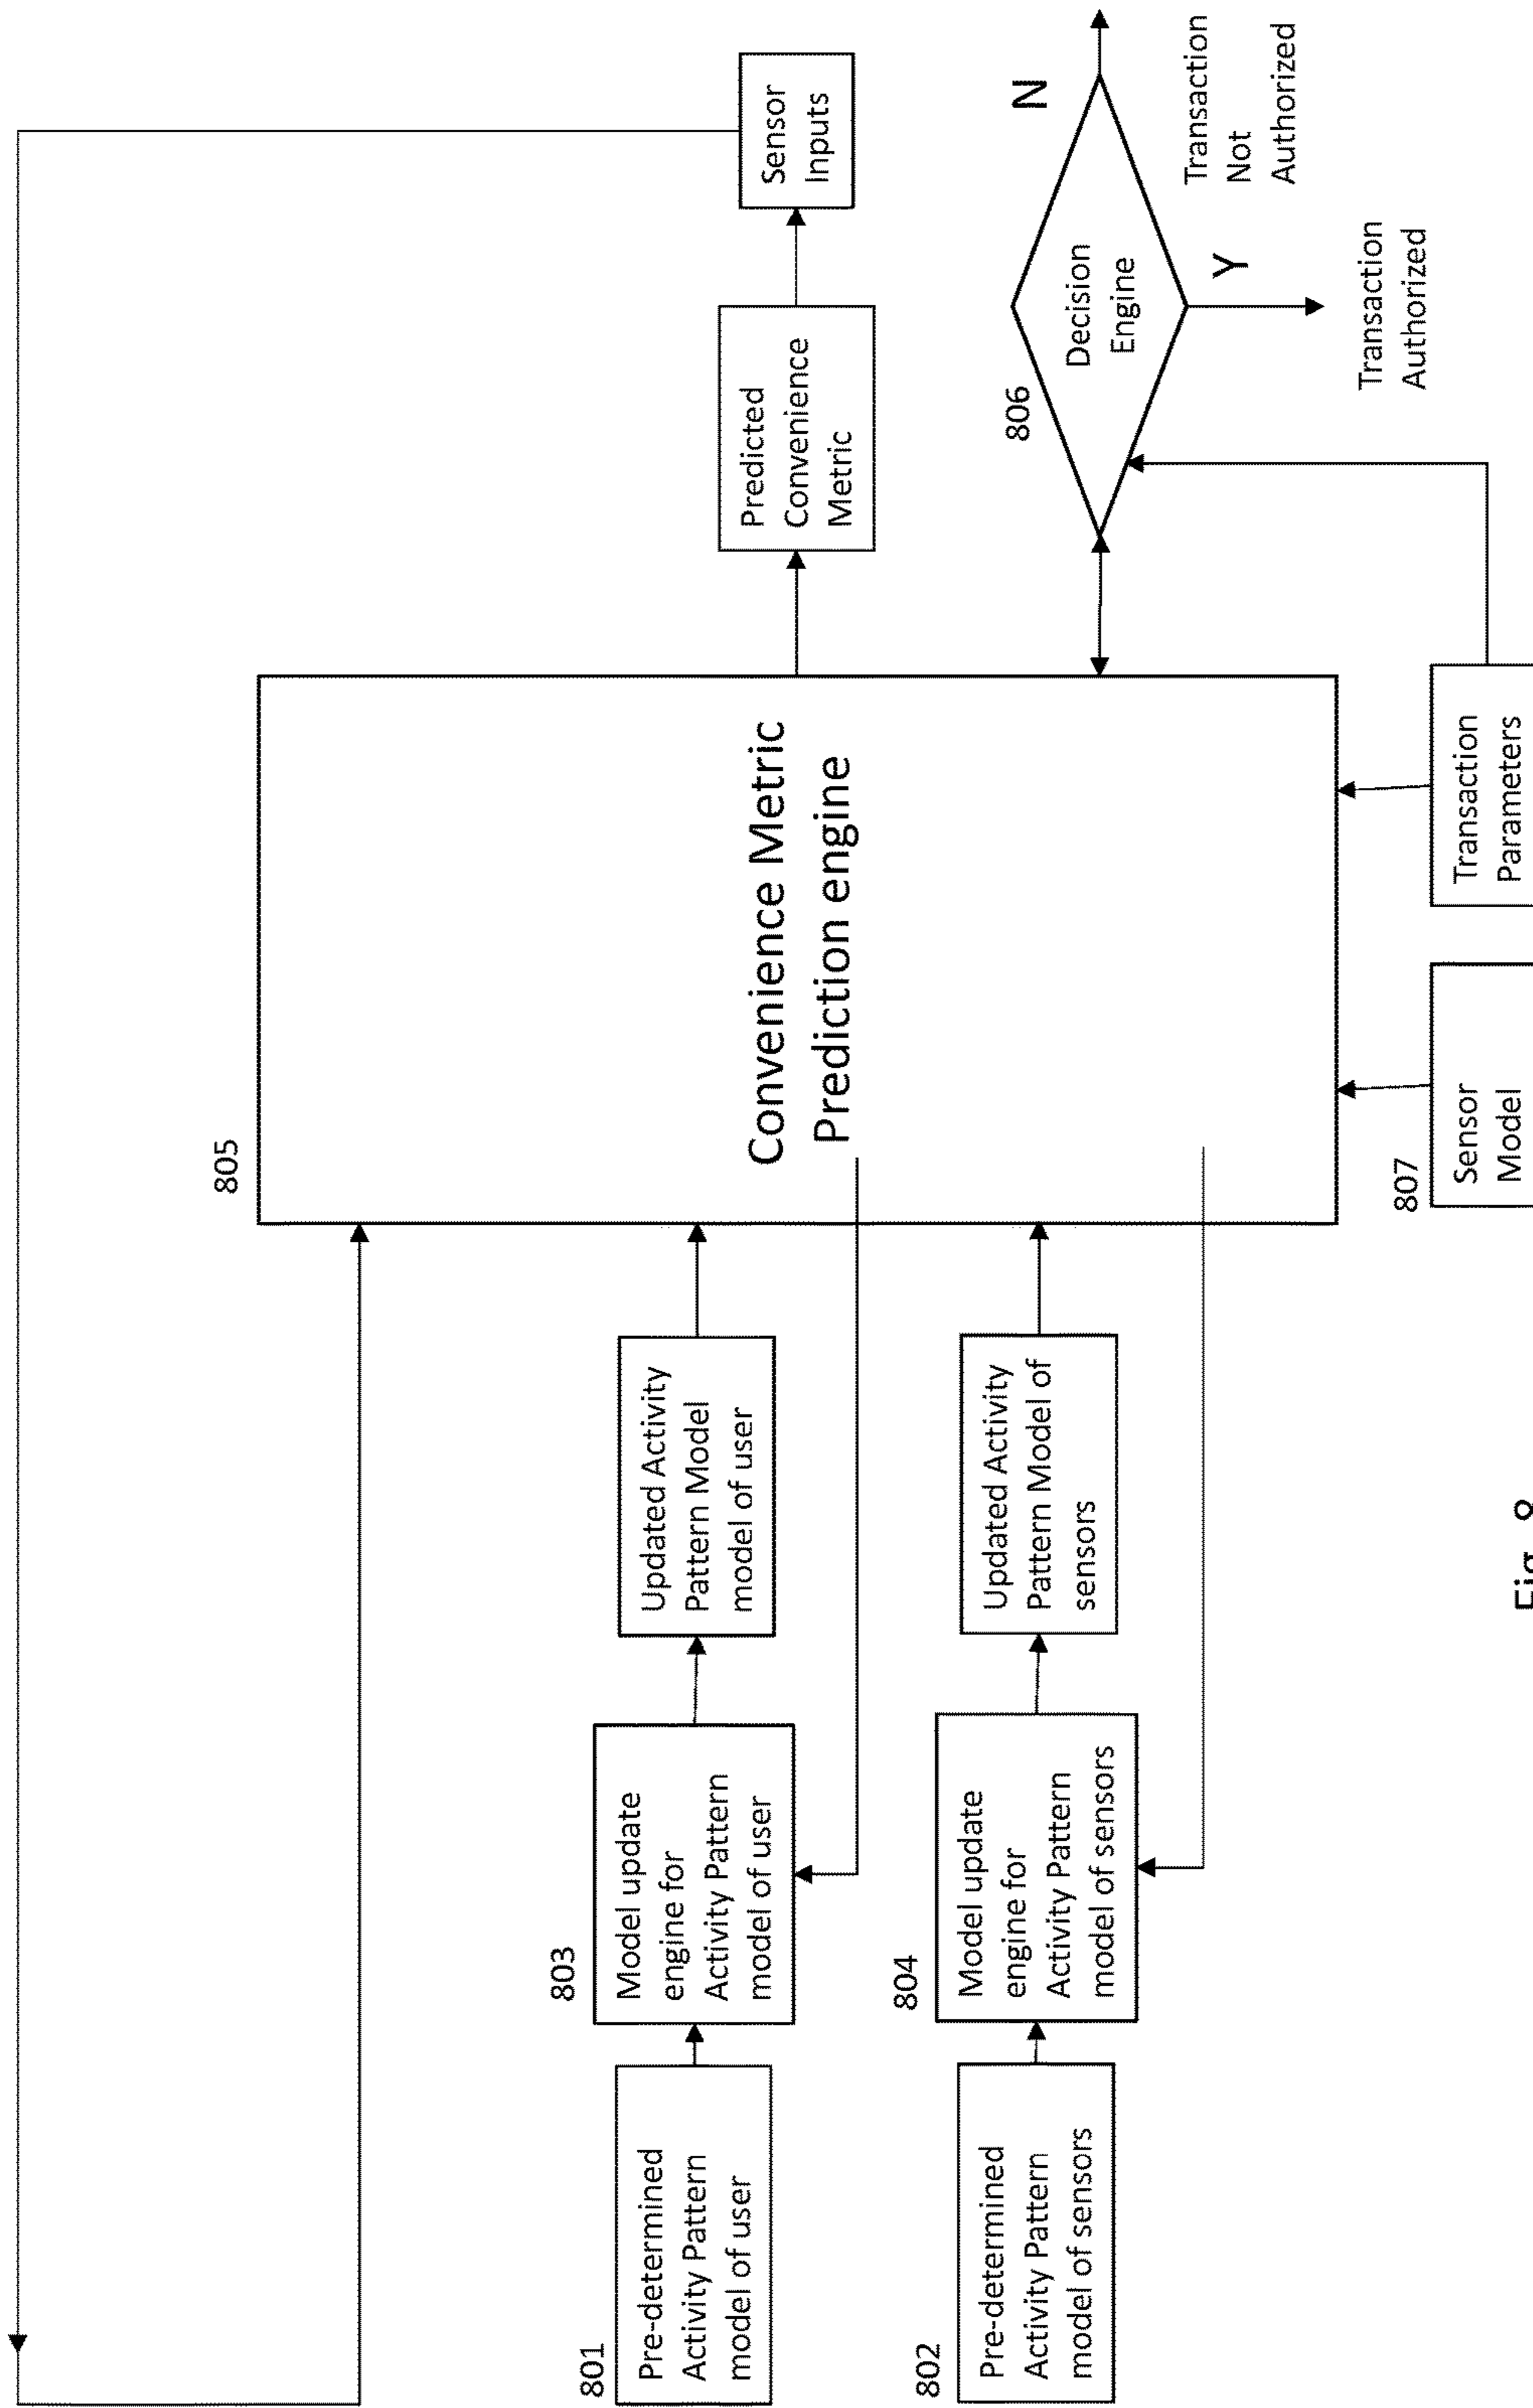 805
Convenience Metric
Prediction engine
Predicted
Convenience
Metric
Sensor
Inputs
801
Pre-determined
Activity Pattern
model of user
803
Model update
engine for
Activity Pattern
model of user
Updated Activity
Pattern Model
model of user
802
Pre-determined
Activity Pattern
model of sensors
804
Model update
engine for
Activity Pattern
model of sensors
Updated Activity
Pattern Model of
sensors
806
Decision
Engine
N
Y
Transaction
Not
Authorized
Transaction
Authorized
807
Sensor
Model
Transaction
Parameters
Fig. 8